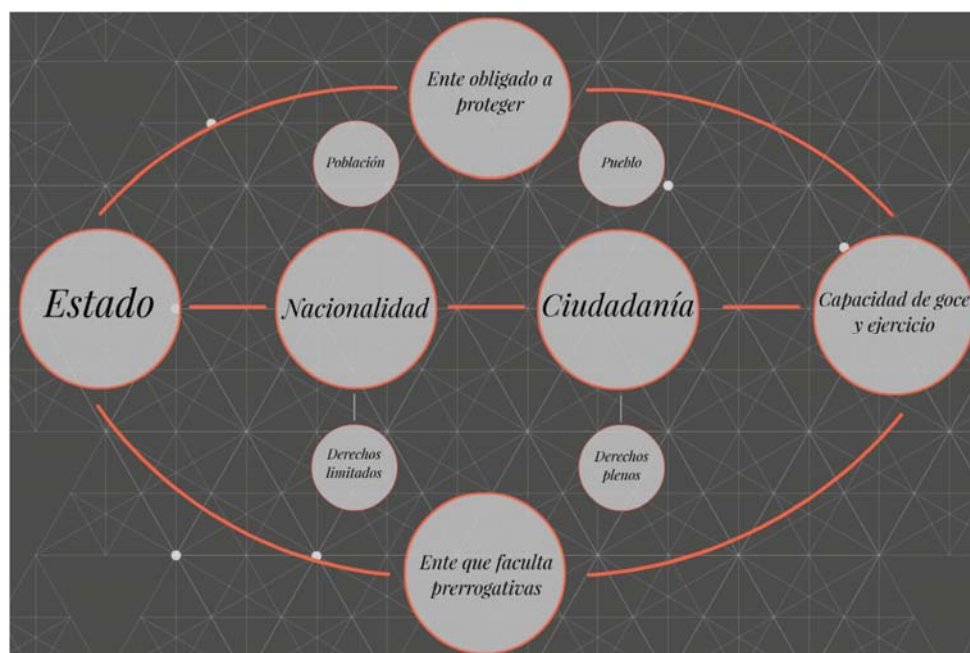 Ente obligado a
proteger
Población
Pueblo
Estado
Nacionalidad
Ciudadanía
Capacidad de goce
y ejercicio
Derechos
limitados
Derechos
plenos
Ente que faculta
prerrogativas